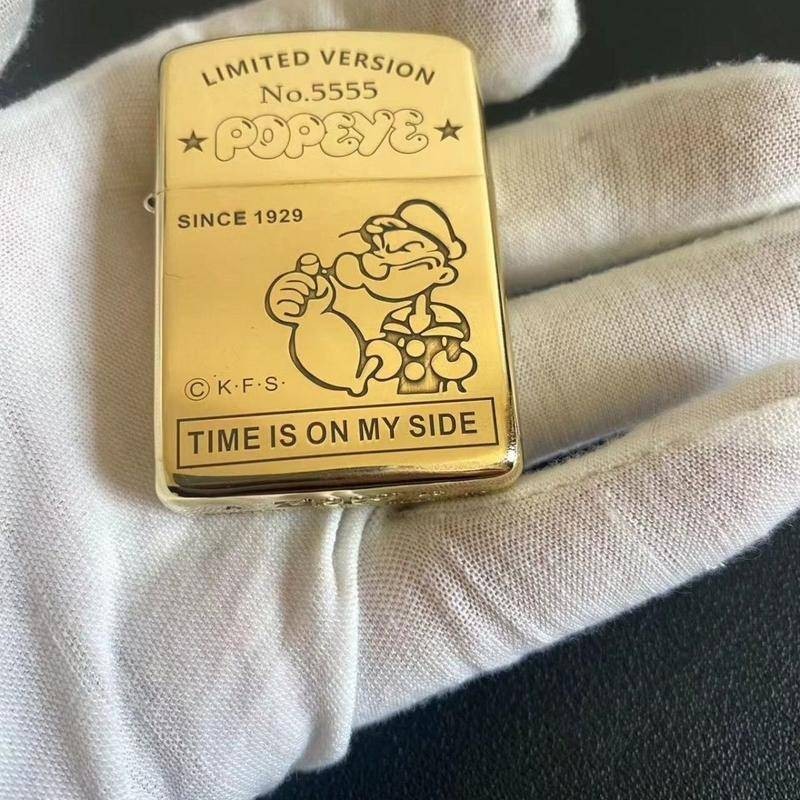 LIMITED VERSION
No.5555
★POPEYE★
SINCE 1929
© K·F·S·
TIME IS ON MY SIDE